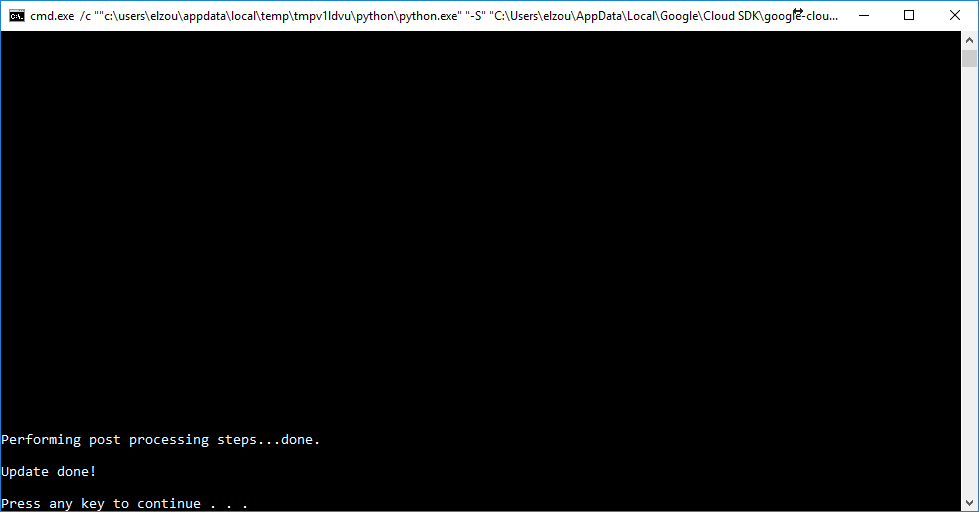 cmd.exe /c ""c:\users\elzou\appdata\local\temp\tmpv1ldvu\python\python.exe" "-S" "C:\Users\elzou\AppData\Local\Google\Cloud SDK\google-clou...
Performing post processing steps...done.
Update done!
Press any key to continue . . .